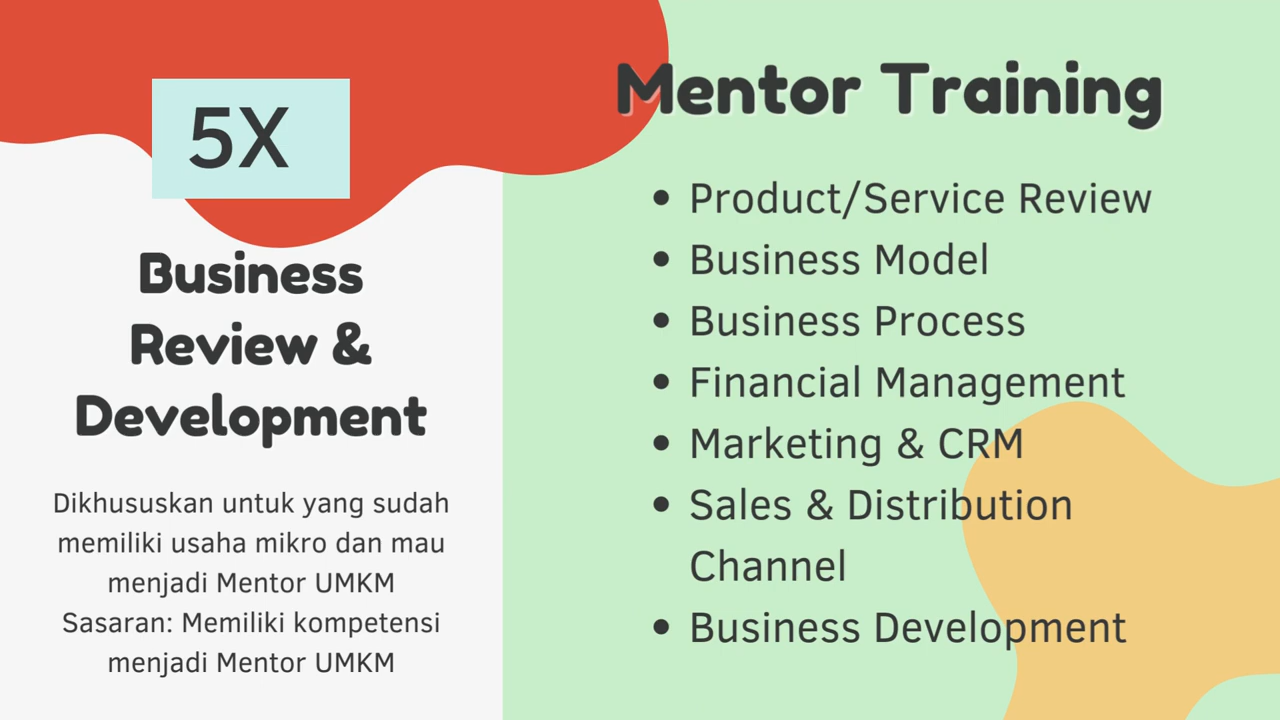 5X
Business
Review &
Development
Dikhususkan untuk yang sudah
memiliki usaha mikro dan mau
menjadi Mentor UMKM
Sasaran: Memiliki kompetensi
menjadi Mentor UMKM
Mentor Training
• Product/Service Review
• Business Model
• Business Process
• Financial Management
• Marketing & CRM
• Sales & Distribution
Channel
• Business Development